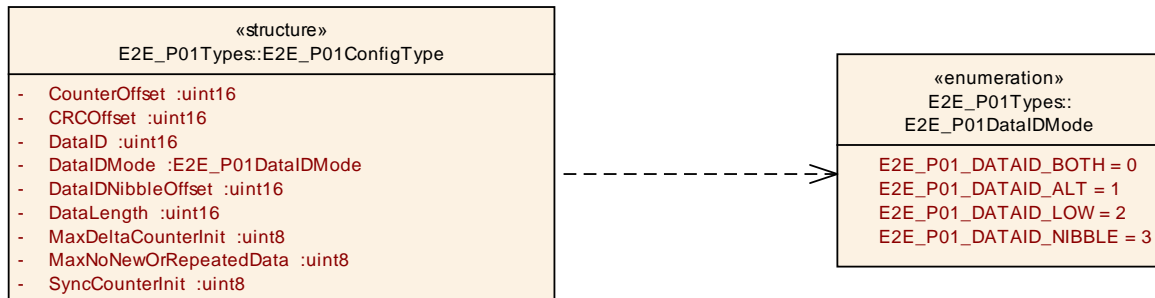 «structure»
E2E_P01Types::E2E_P01ConfigType
- CounterOffset :uint16
- CRCOffset :uint16
- DataID :uint16
- DataIDMode :E2E_P01DataIDMode
- DataIDNibbleOffset :uint16
- DataLength :uint16
- MaxDeltaCounterInit :uint8
- MaxNoNewOrRepeatedData :uint8
- SyncCounterInit :uint8
«enumeration»
E2E_P01Types::
E2E_P01DataIDMode
E2E_P01_DATAID_BOTH = 0
E2E_P01_DATAID_ALT = 1
E2E_P01_DATAID_LOW = 2
E2E_P01_DATAID_NIBBLE = 3